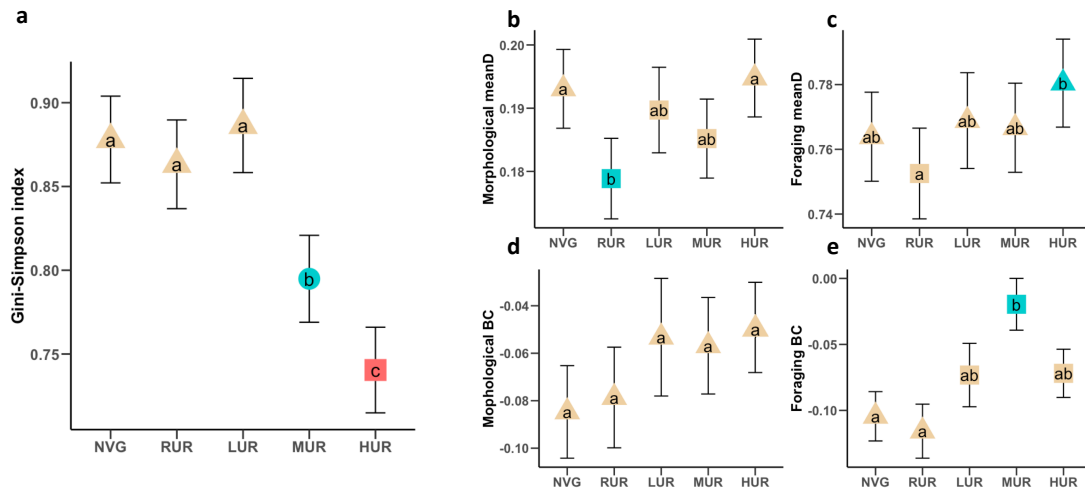 a
Gini-Simpson index
0.90
0.85
0.80
0.75
a
a
a
b
c
NVG RUR LUR MUR HUR
b
Morphological meanD
0.20
0.19
0.18
a
b
ab
ab
a
NVG RUR LUR MUR HUR
c
Foraging meanD
0.78
0.76
0.74
ab
a
ab
ab
b
NVG RUR LUR MUR HUR
d
Mophological BC
-0.04
-0.06
-0.08
-0.10
a
a
a
a
a
NVG RUR LUR MUR HUR
e
Foraging BC
0.00
-0.05
-0.10
a
a
ab
b
ab
NVG RUR LUR MUR HUR